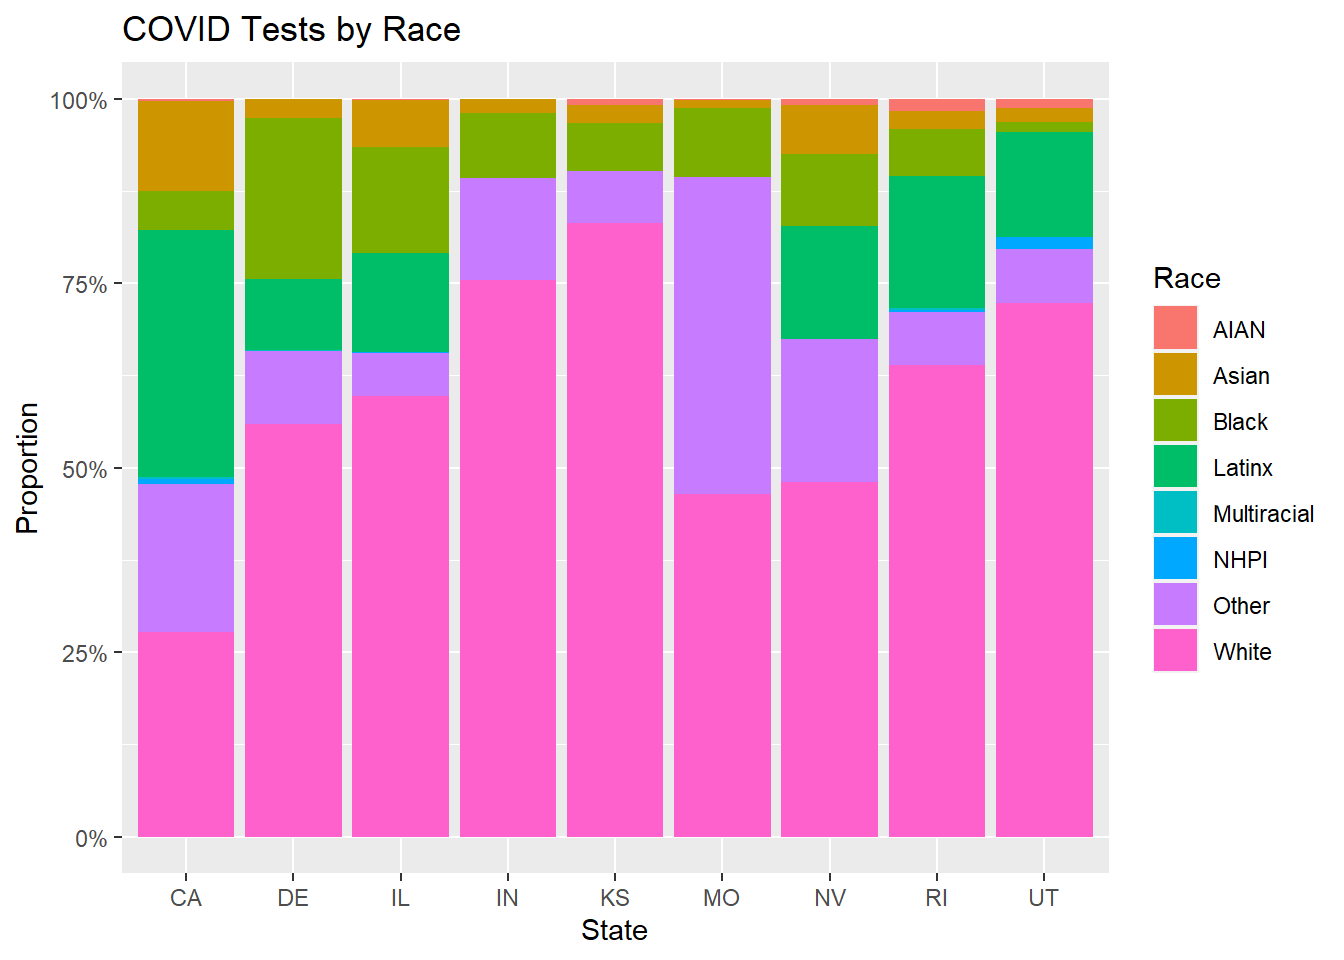 COVID Tests by Race
100%
75%
50%
25%
0%
Proportion
CA DE IL IN KS MO NV RI UT
State
Race
AIAN
Asian
Black
Latinx
Multiracial
NHPI
Other
White